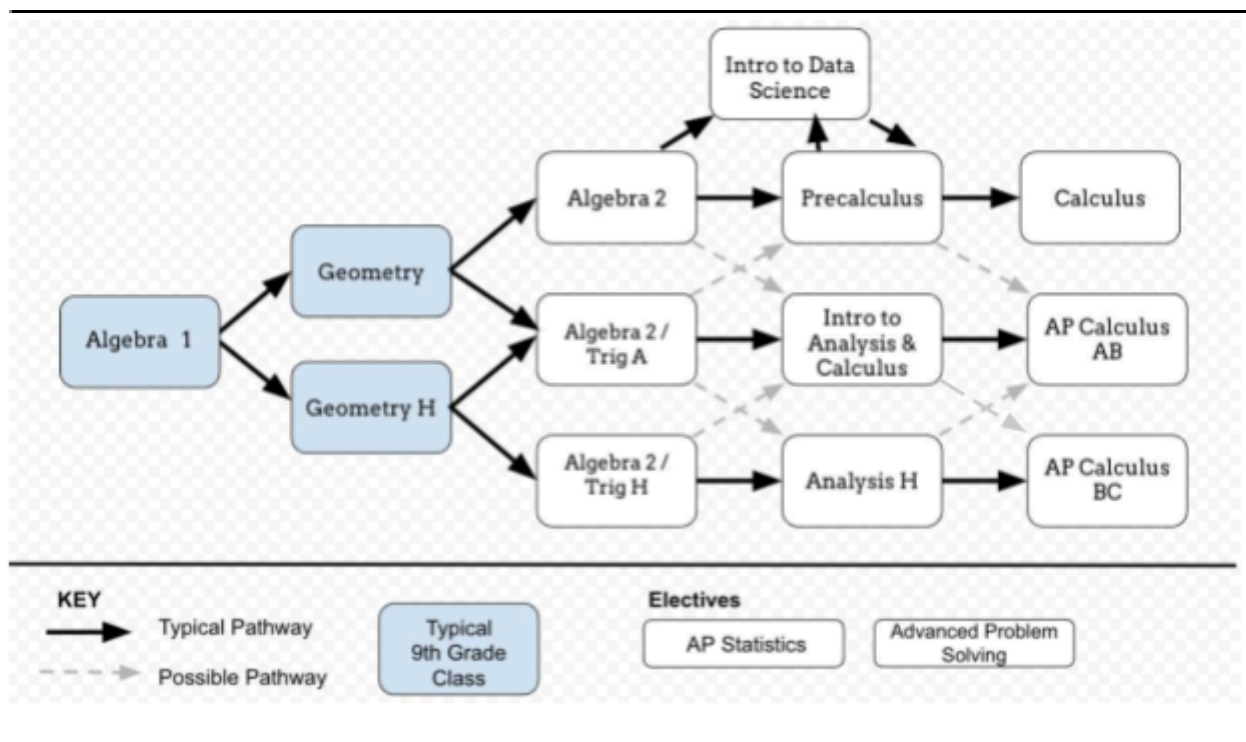 Intro to Data
Science
Algebra 2
Precalculus
Calculus
Geometry
Algebra 1
Algebra 2 /
Trig A
Intro to
Analysis &
Calculus
AP Calculus
AB
Geometry H
Algebra 2 /
Trig H
Analysis H
AP Calculus
BC
KEY
Typical Pathway
Possible Pathway
Typical
9th Grade
Class
Electives
AP Statistics
Advanced Problem
Solving